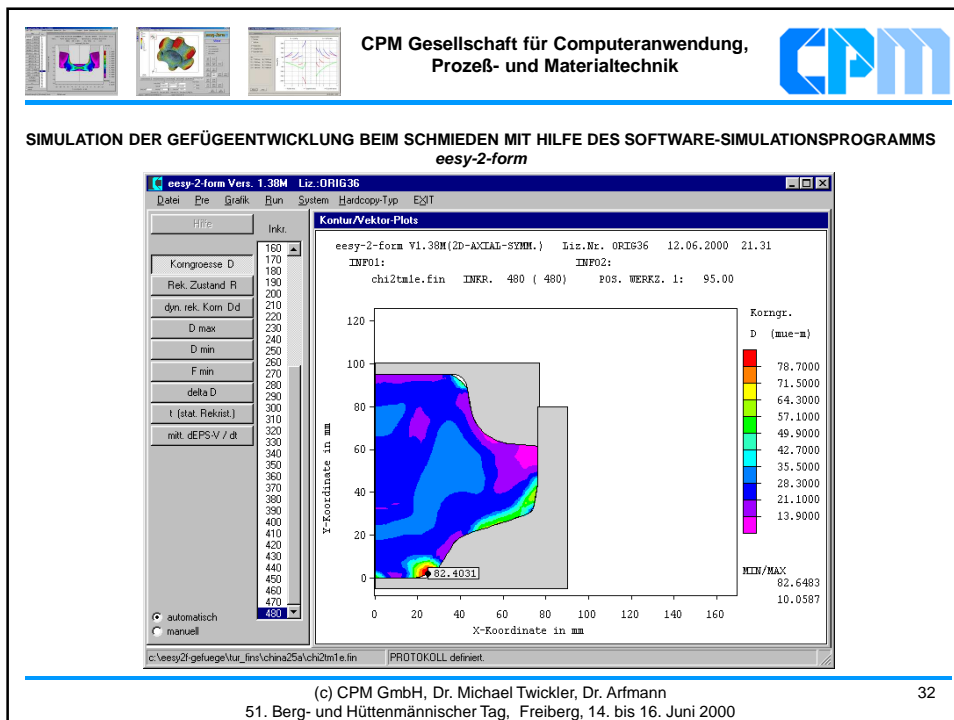 CPM Gesellschaft für Computeranwendung,
Prozeß- und Materialtechnik
CPM
SIMULATION DER GEFÜGEENTWICKLUNG BEIM SCHMIEDEN MIT HILFE DES SOFTWARE-SIMULATIONSPROGRAMMS
eesy-2-form
eesy-2-form Vers. 1.38M Liz.:ORIG36
Datei Pre Grafik Run System Hardcopy-Typ EXIT
Hilfe
Inkr.
Korngroesse D
Rek. Zustand R
dyn. rek. Korn Dd
D max
D min
F min
delta D
t (stat. Rekrist.)
mitt. dEPS-V / dt
160
170
180
190
200
210
220
230
240
250
260
270
280
290
300
310
320
330
340
350
360
370
380
390
400
410
420
430
440
450
460
470
480
automatisch
manuell
Kontur/Vektor-Plots
eesy-2-form V1.38M(2D-AXIAL-SYMM.) Liz.Nr. ORIG36 12.06.2000 21.31
INFO1: INFO2:
chi2tm1e.fin INKR. 480 ( 480) POS. WERKZ. 1: 95.00
Korngr.
D (mue-m)
78.7000
71.5000
64.3000
57.1000
49.9000
42.7000
35.5000
28.3000
21.1000
13.9000
MIN/MAX
82.6483
10.0587
Y-Koordinate in mm
120
100
80
60
40
20
0
82.4031
0 20 40 60 80 100 120 140 160
X-Koordinate in mm
c:\eesy2f-gefuege\tur_fins\china25a\chi2tm1e.fin PROTOKOLL definiert.
(c) CPM GmbH, Dr. Michael Twickler, Dr. Arfmann
51. Berg- und Hüttenmännischer Tag, Freiberg, 14. bis 16. Juni 2000
32